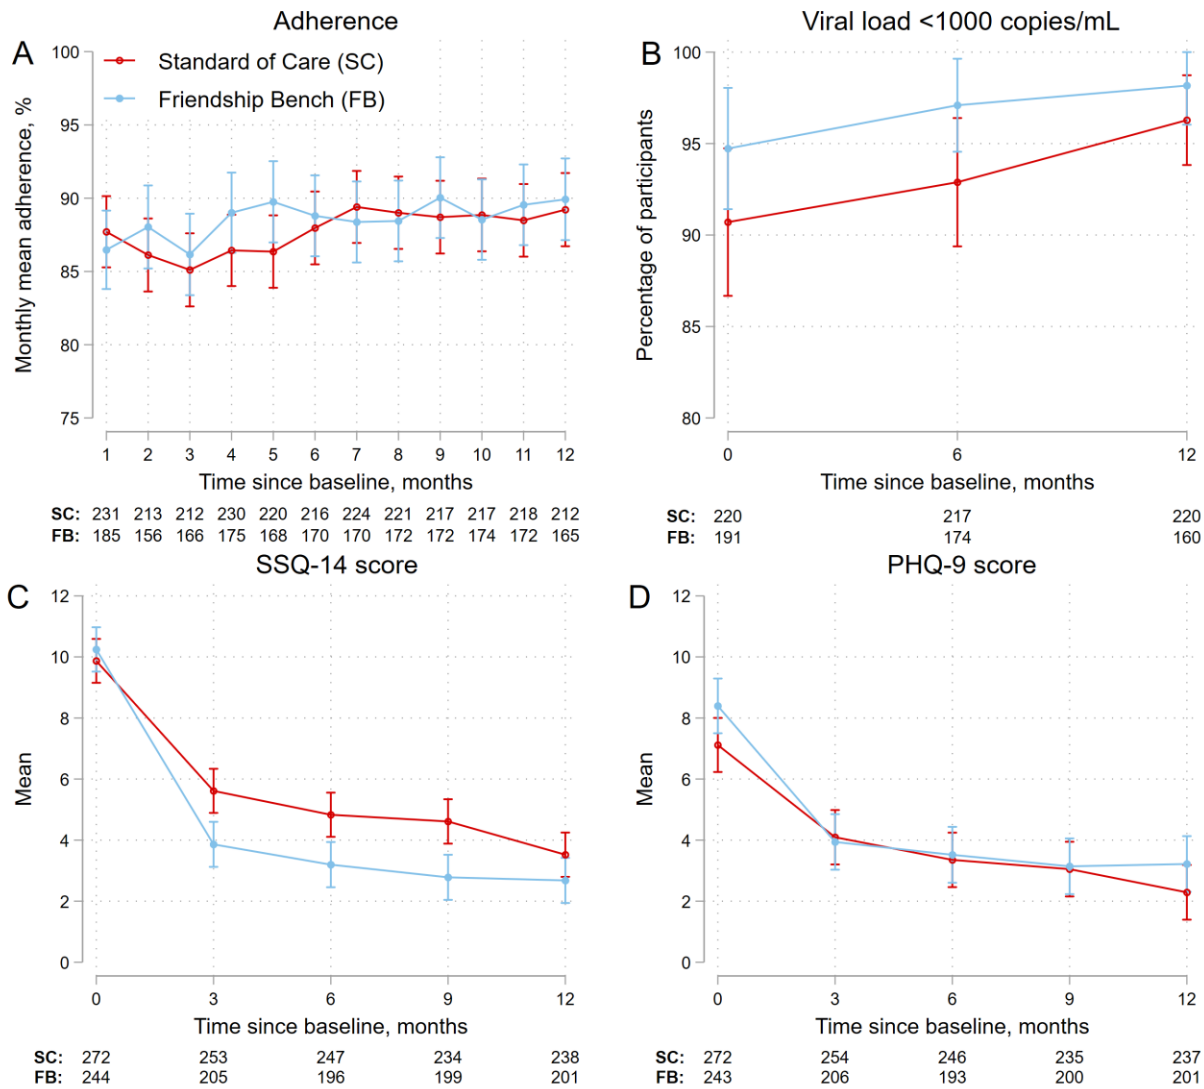 A
Adherence
Standard of Care (SC)
Friendship Bench (FB)
Monthly mean adherence, %
100
95
90
85
80
75
1 2 3 4 5 6 7 8 9 10 11 12
Time since baseline, months
SC: 231 213 212 230 220 216 224 221 217 217 218 212
FB: 185 156 166 175 168 170 170 172 172 174 172 165
B
Viral load <1000 copies/mL
Percentage of participants
100
95
90
85
80
0 6 12
Time since baseline, months
SC: 220 217 220
FB: 191 174 160
C
SSQ-14 score
Mean
12
10
8
6
4
2
0
0 3 6 9 12
Time since baseline, months
SC: 272 253 247 234 238
FB: 244 205 196 199 201
D
PHQ-9 score
Mean
12
10
8
6
4
2
0
0 3 6 9 12
Time since baseline, months
SC: 272 254 246 235 237
FB: 243 206 193 200 201